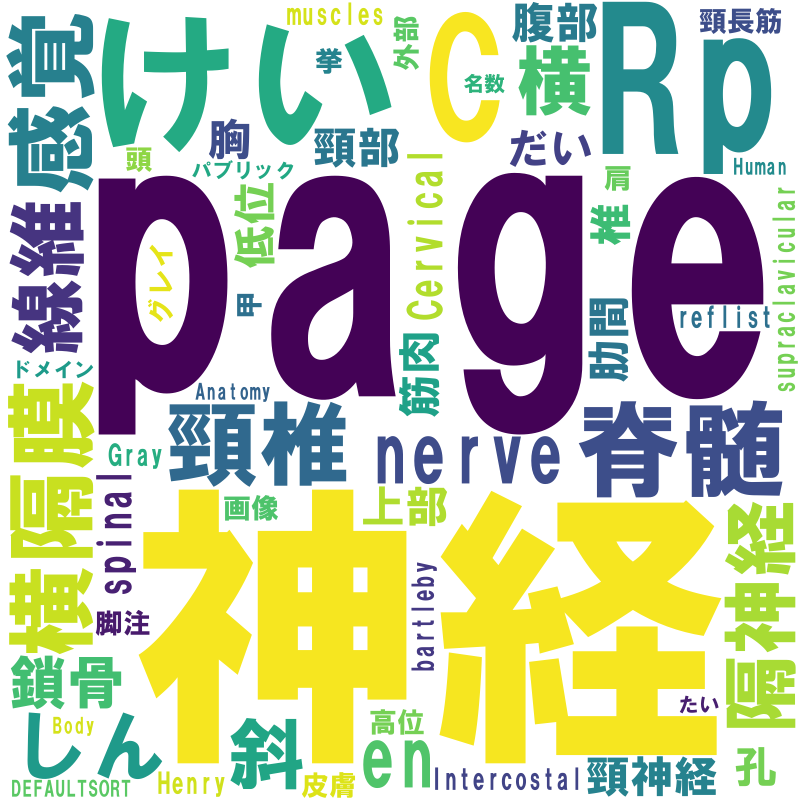 muscles
外部
腹部
頸長筋
感覚
けい
挙
C
名数
横
Rp
胸
頸部
だい
頭
パブリック
Human
肩
線維
低位
Cervical
椎
supraclavicular
page
グレイ
甲
肋間
reflist
ドメイン
筋肉
Anatomy
横隔膜
Gray
頸椎
nerve
脊髄
spinal
画像
上部
神経
隔神経
bartleby
脚注
鎖骨
たい
しん
Body
斜
高位
en
孔
DEFAULTSORT
Henry
皮膚
Intercostal
頸神経